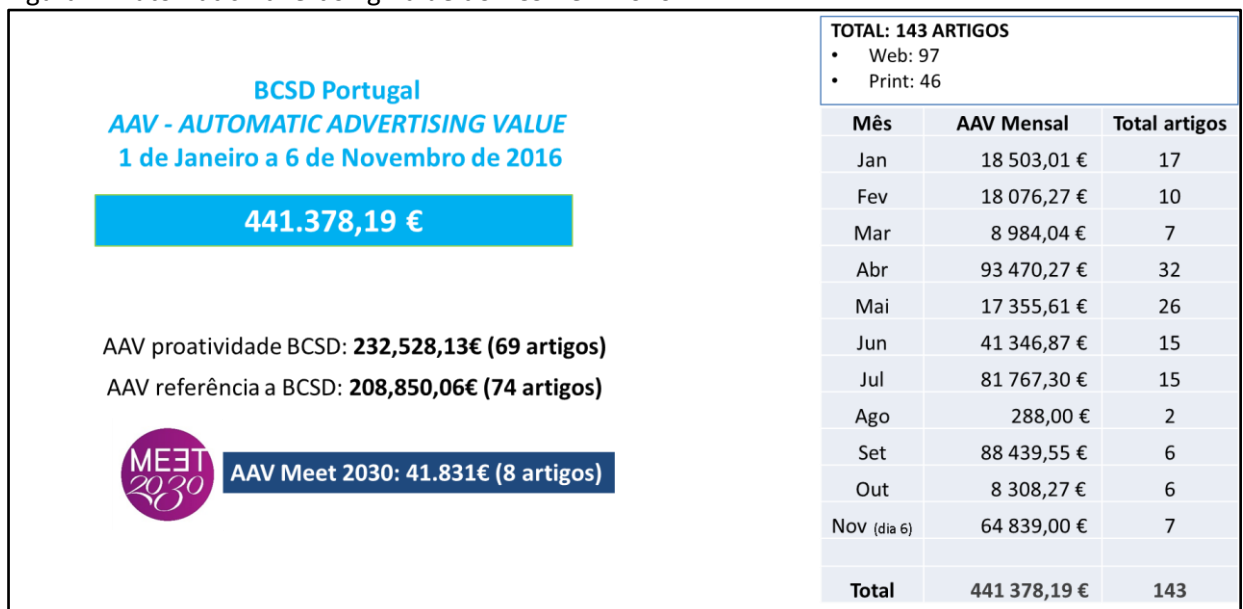 BCSD Portugal
AAV - AUTOMATIC ADVERTISING VALUE
1 de Janeiro a 6 de Novembro de 2016
441.378,19 €
AAV proatividade BCSD: 232,528,13€ (69 artigos)
AAV referência a BCSD: 208,850,06€ (74 artigos)
MEET
2030
AAV Meet 2030: 41.831€ (8 artigos)
TOTAL: 143 ARTIGOS
• Web: 97
• Print: 46
Mês AAV Mensal Total artigos
Jan 18 503,01 € 17
Fev 18 076,27 € 10
Mar 8 984,04 € 7
Abr 93 470,27 € 32
Mai 17 355,61 € 26
Jun 41 346,87 € 15
Jul 81 767,30 € 15
Ago 288,00 € 2
Set 88 439,55 € 6
Out 8 308,27 € 6
Nov (dia 6) 64 839,00 € 7
Total 441 378,19 € 143